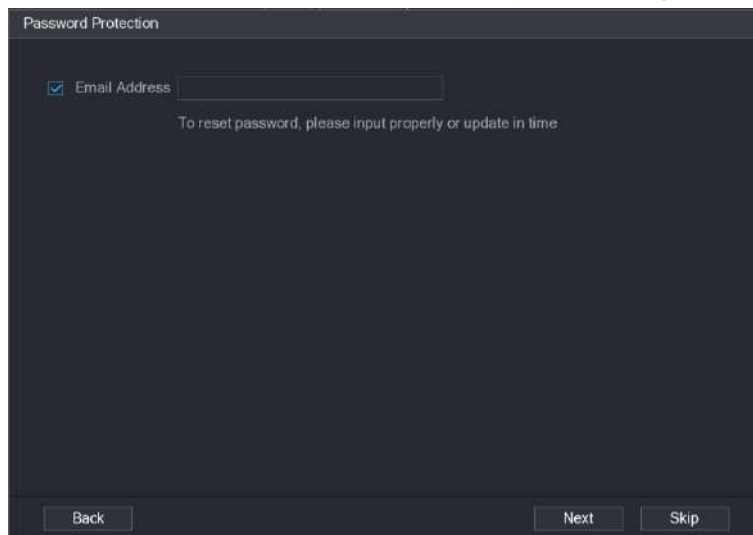 Password Protection
Email Address
To reset password, please input properly or update in time
Back Next Skip